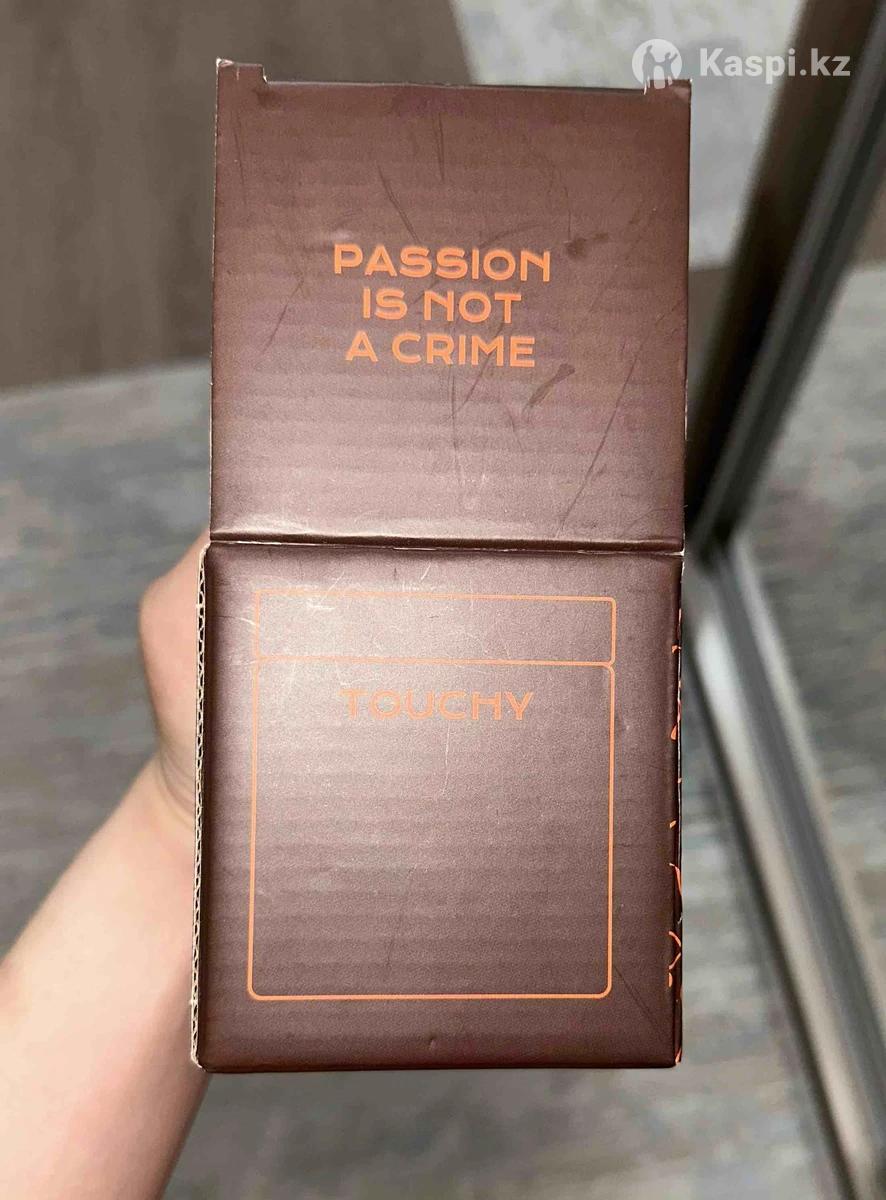 Kaspi.kz
PASSION
IS NOT
A CRIME
TOUCHY